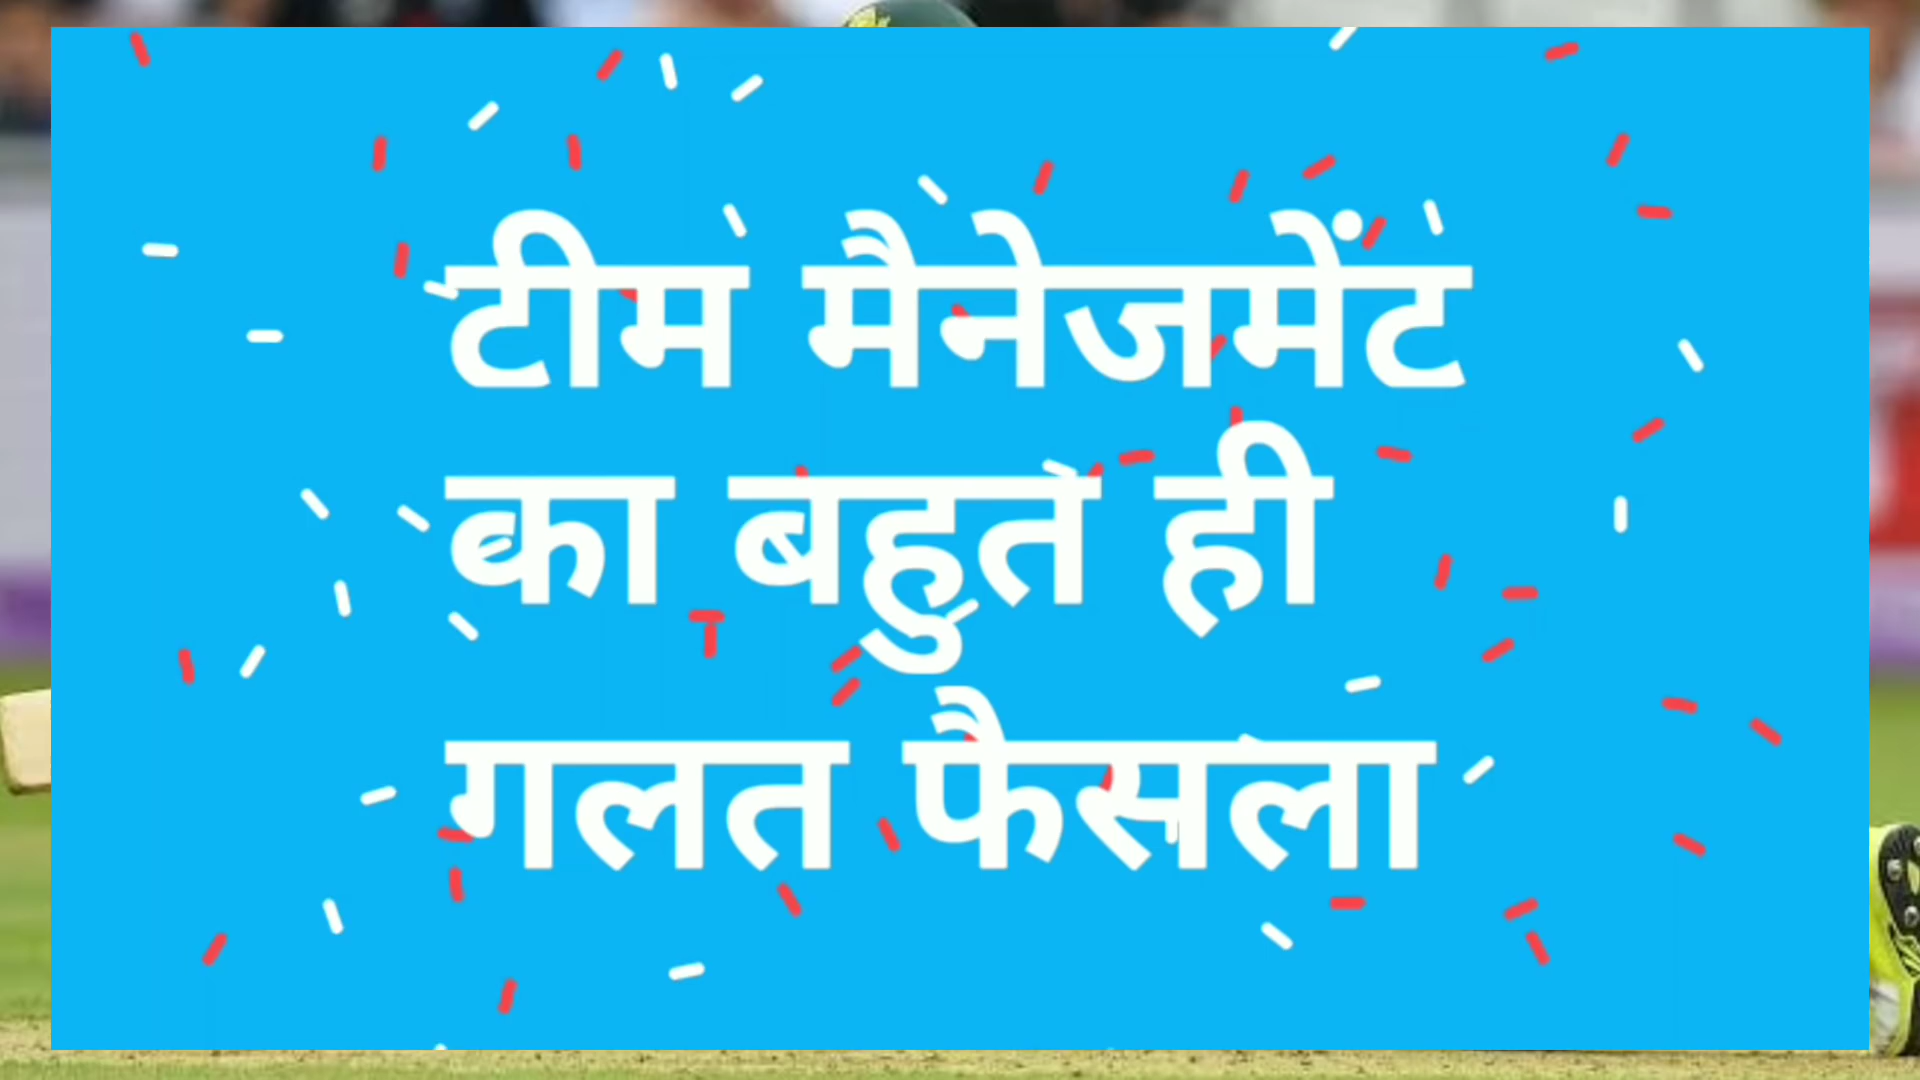 टीम मैनेजमेंट
का बहुत ही
गलत फैसला